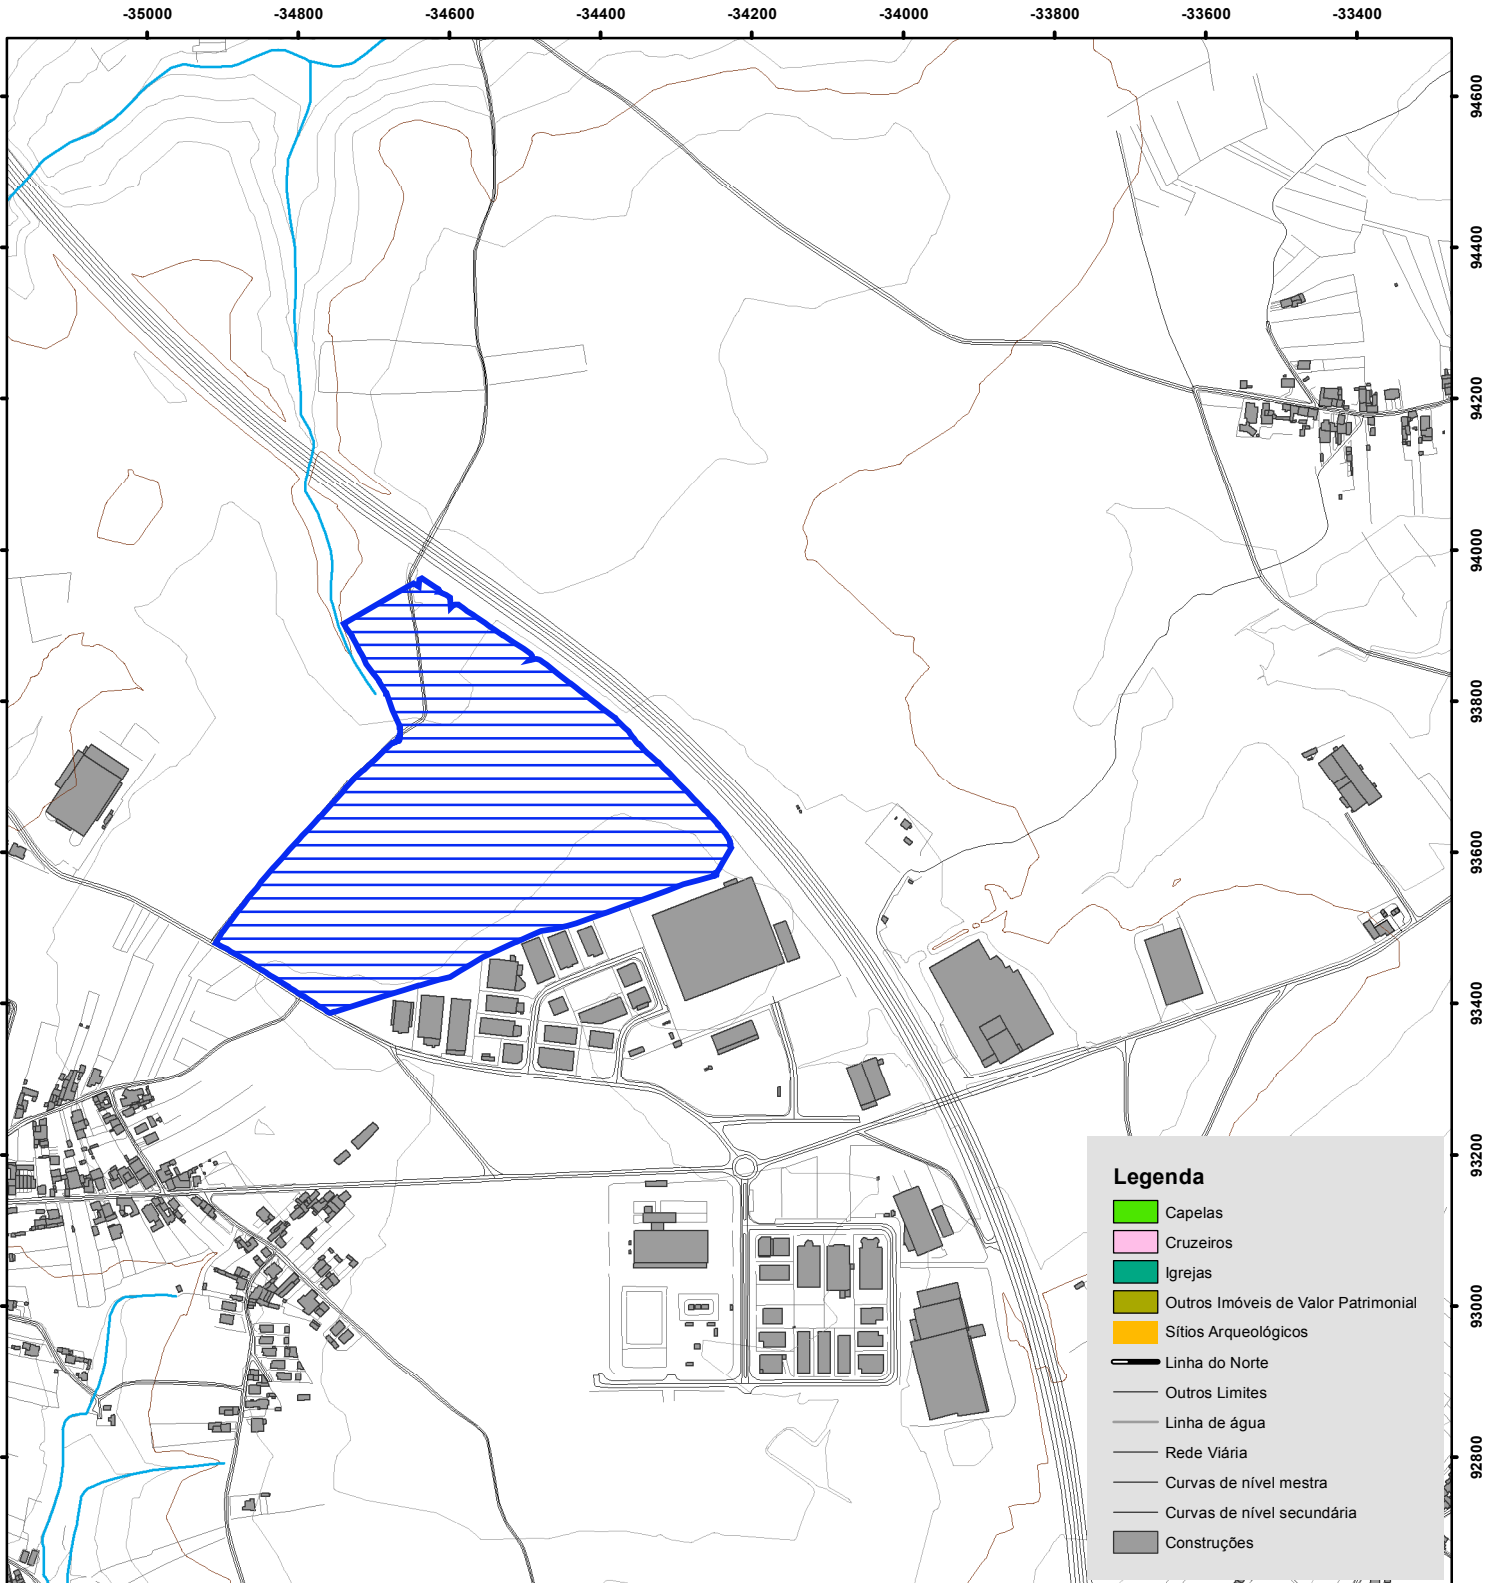 -35000 -34800 -34600 -34400 -34200 -34000 -33800 -33600 -33400
94600
94400
94200
94000
93800
93600
93400
93200
93000
92800
Legenda
Capelas
Cruzeiros
Igrejas
Outros Imóveis de Valor Patrimonial
Sítios Arqueológicos
Linha do Norte
Outros Limites
Linha de água
Rede Viária
Curvas de nível mestra
Curvas de nível secundária
Construções